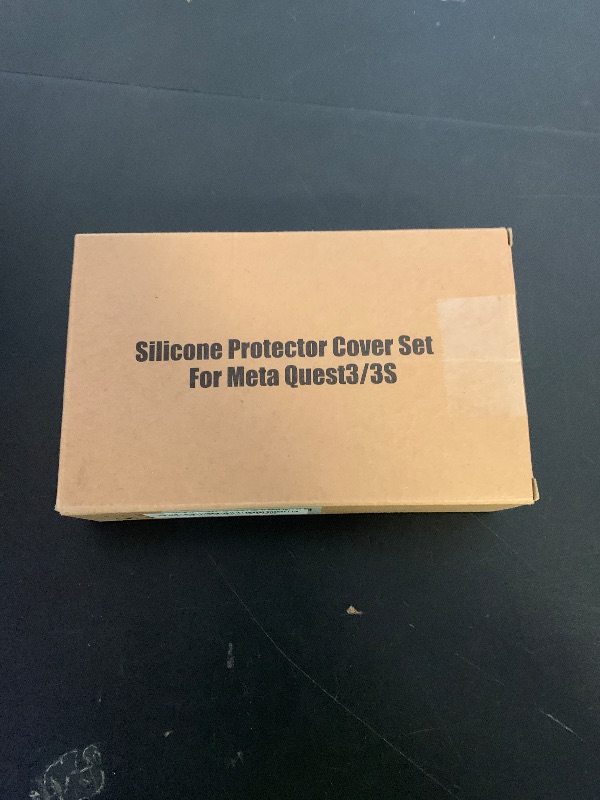 Silicone Protector Cover Set
For Meta Quest3/3S